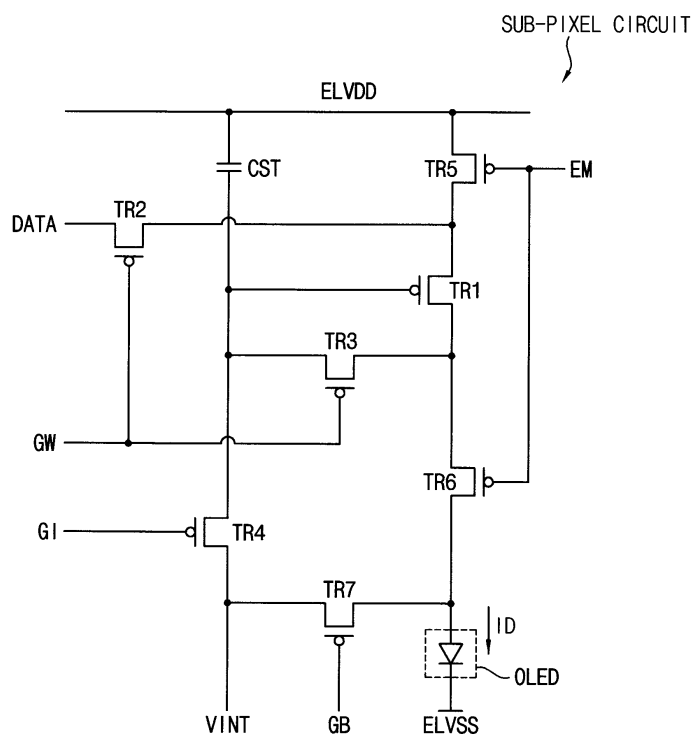 SUB-PIXEL CIRCUIT
ELVDD
CST
TR5
EM
DATA
TR2
TR1
TR3
GW
TR6
GI
TR4
TR7
ID
OLED
VINT
GB
ELVSS